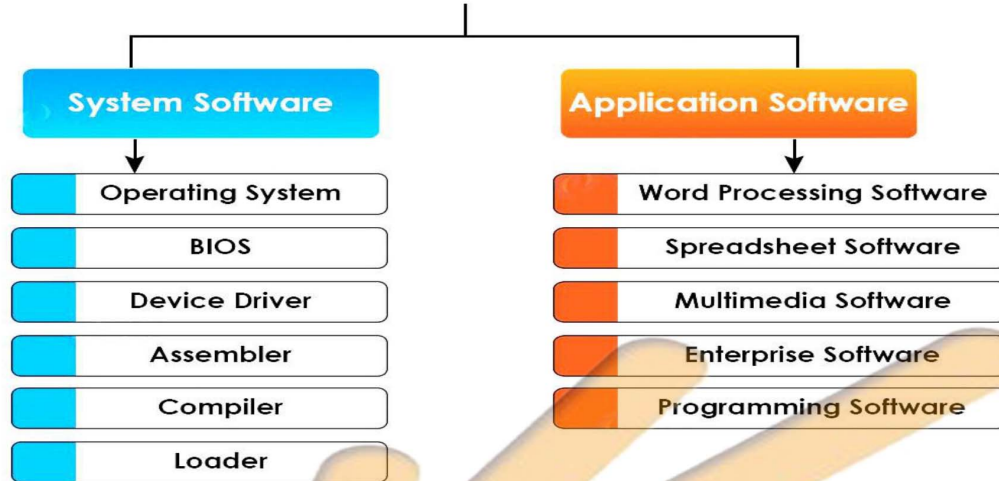 System Software
Operating System
BIOS
Device Driver
Assembler
Compiler
Loader
Application Software
Word Processing Software
Spreadsheet Software
Multimedia Software
Enterprise Software
Programming Software